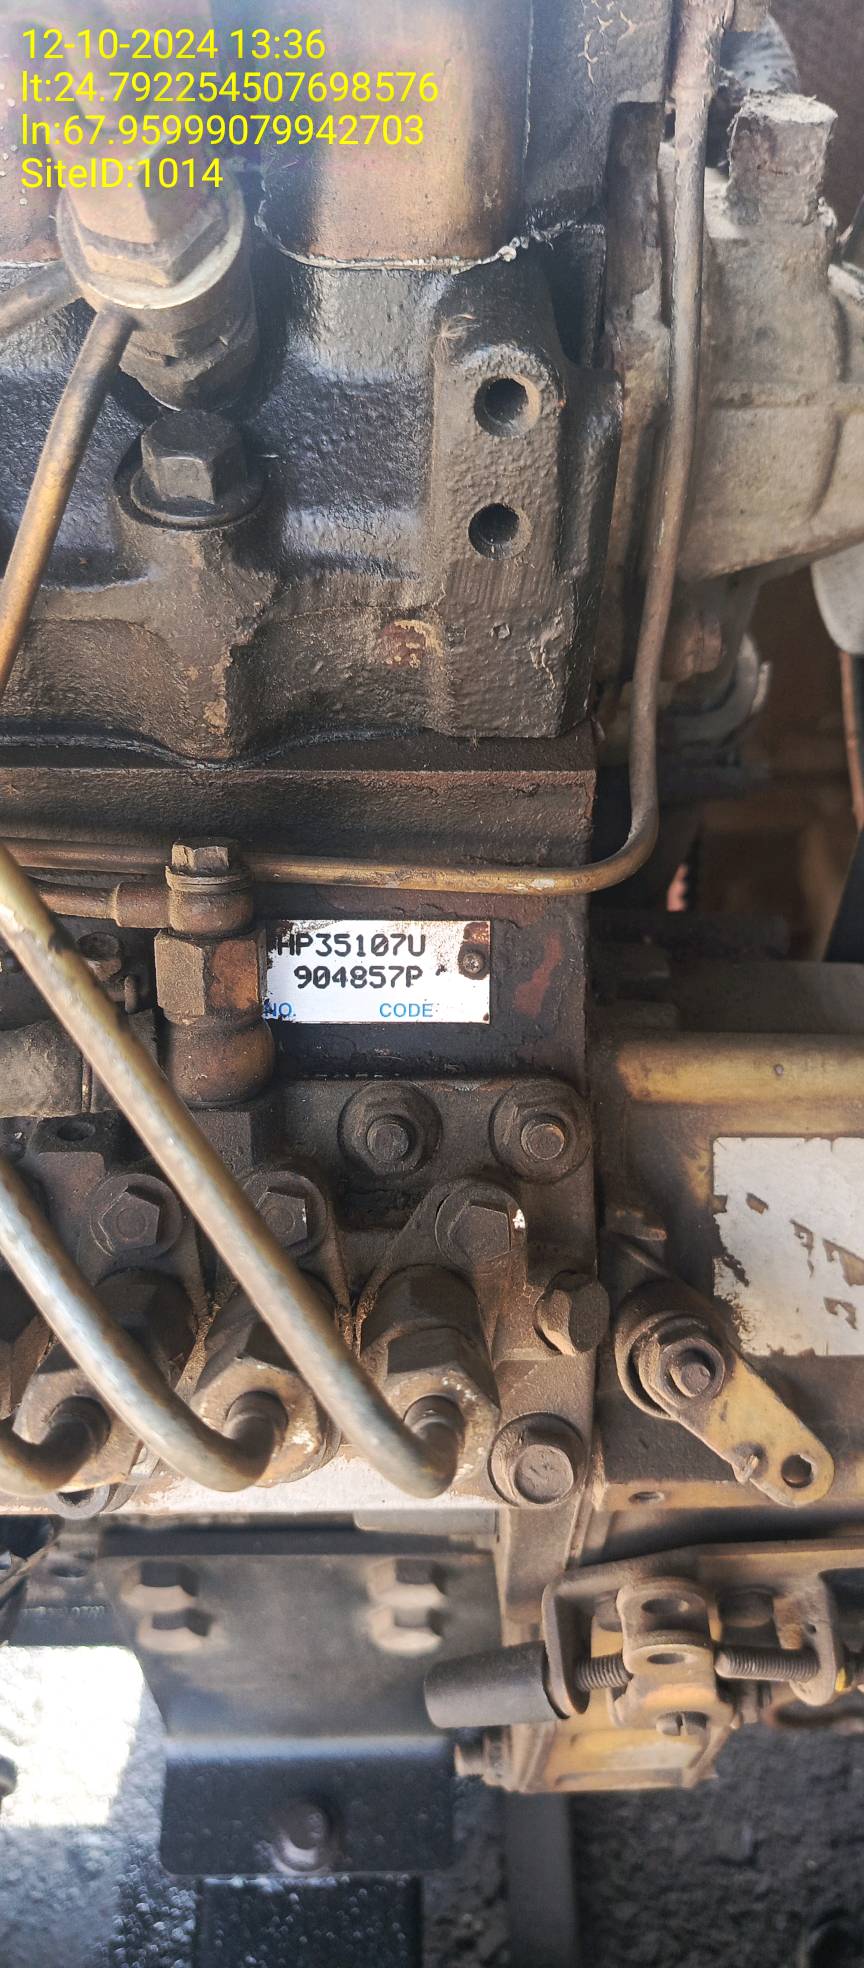 12-10-2024 13:36
lt:24.792254507698576
ln:67.95999079942703
SiteID:1014
HP35107U
904857P
NO. CODE